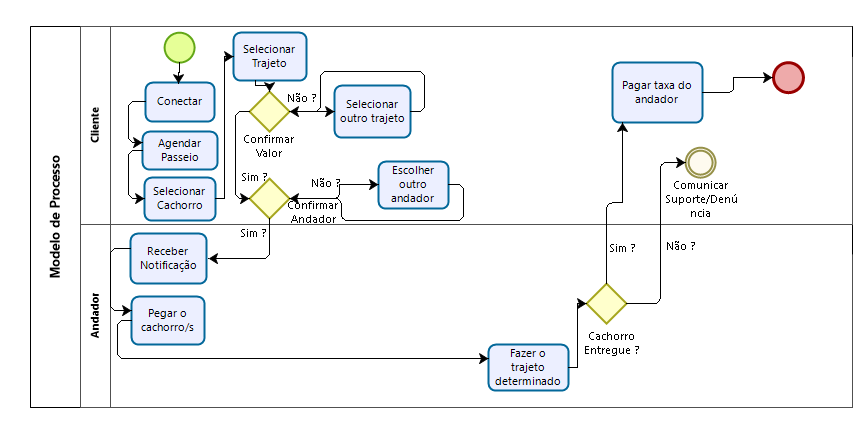 Modelo de Processo
Cliente
Andador
Conectar
Agendar
Passeio
Selecionar
Cachorro
Selecionar
Trajeto
Confirmar
Valor
Não ?
Selecionar
outro trajeto
Sim ?
Confirmar
Andador
Não ?
Escolher
outro
andador
Sim ?
Receber
Notificação
Pegar o
cachorro/s
Fazer o
trajeto
determinado
Cachorro
Entregue ?
Sim ?
Não ?
Pagar taxa do
andador
Comunicar
Suporte/Denú
ncia